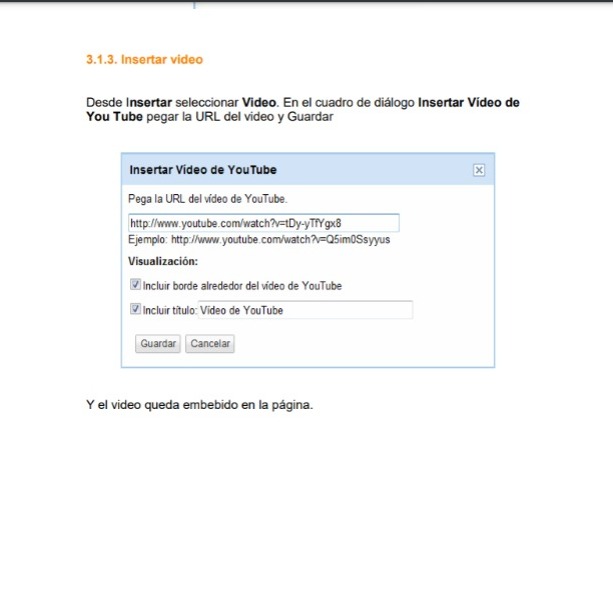 3.1.3. Insertar video
Desde Insertar seleccionar Video. En el cuadro de diálogo Insertar Vídeo de
You Tube pegar la URL del video y Guardar
Insertar Vídeo de YouTube
Pega la URL del vídeo de YouTube.
http://www.youtube.com/watch?v=tDy-yTfYgx8
Ejemplo: http://www.youtube.com/watch?v=Q5im0Ssyyus
Visualización:
Incluir borde alrededor del vídeo de YouTube
Incluir título: Vídeo de YouTube
Guardar Cancelar
Y el video queda embebido en la página.